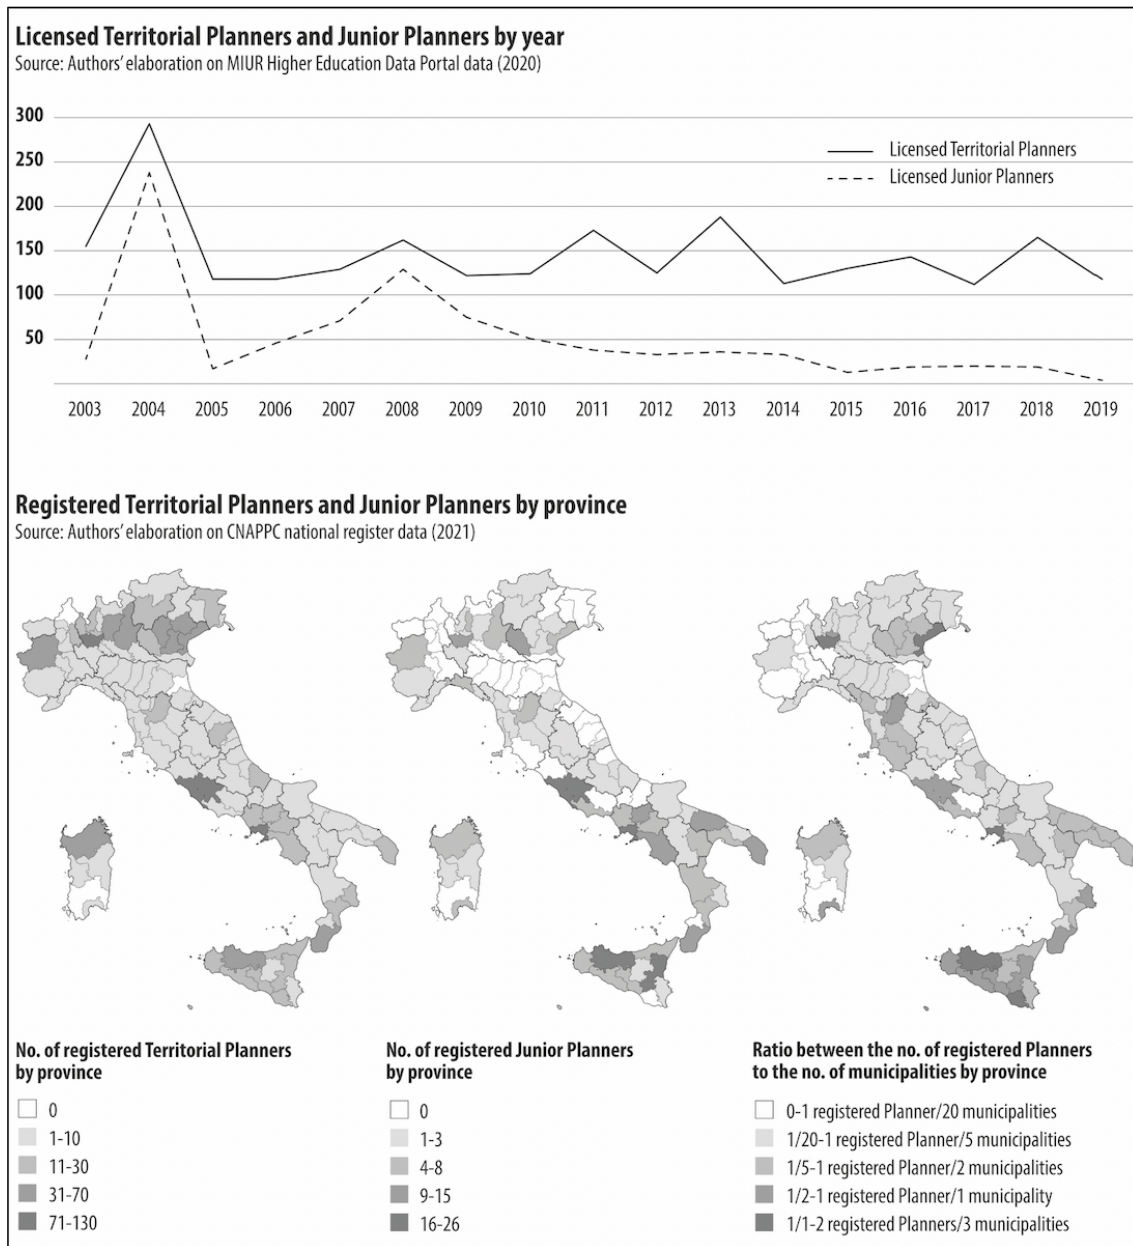 Licensed Territorial Planners and Junior Planners by year
Source: Authors' elaboration on MIUR Higher Education Data Portal data (2020)
300
250
200
150
100
50
Licensed Territorial Planners
Licensed Junior Planners
2003 2004 2005 2006 2007 2008 2009 2010 2011 2012 2013 2014 2015 2016 2017 2018 2019
Registered Territorial Planners and Junior Planners by province
Source: Authors' elaboration on CNAPPC national register data (2021)
No. of registered Territorial Planners
by province
0
1-10
11-30
31-70
71-130
No. of registered Junior Planners
by province
0
1-3
4-8
9-15
16-26
Ratio between the no. of registered Planners
to the no. of municipalities by province
0-1 registered Planner/20 municipalities
1/20-1 registered Planner/5 municipalities
1/5-1 registered Planner/2 municipalities
1/2-1 registered Planner/1 municipality
1/1-2 registered Planners/3 municipalities